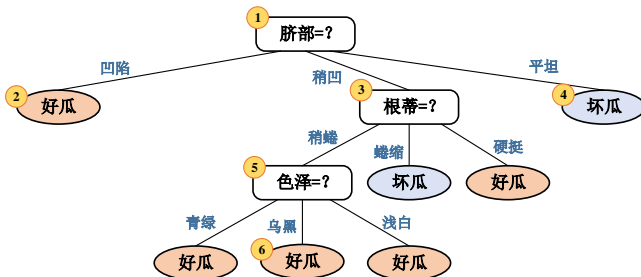 1
脐部=?
凹陷
稍凹
平坦
2
好瓜
3
根蒂=?
4
坏瓜
稍蜷
蜷缩
硬挺
5
色泽=?
坏瓜
好瓜
青绿
乌黑
浅白
好瓜
6
好瓜
好瓜